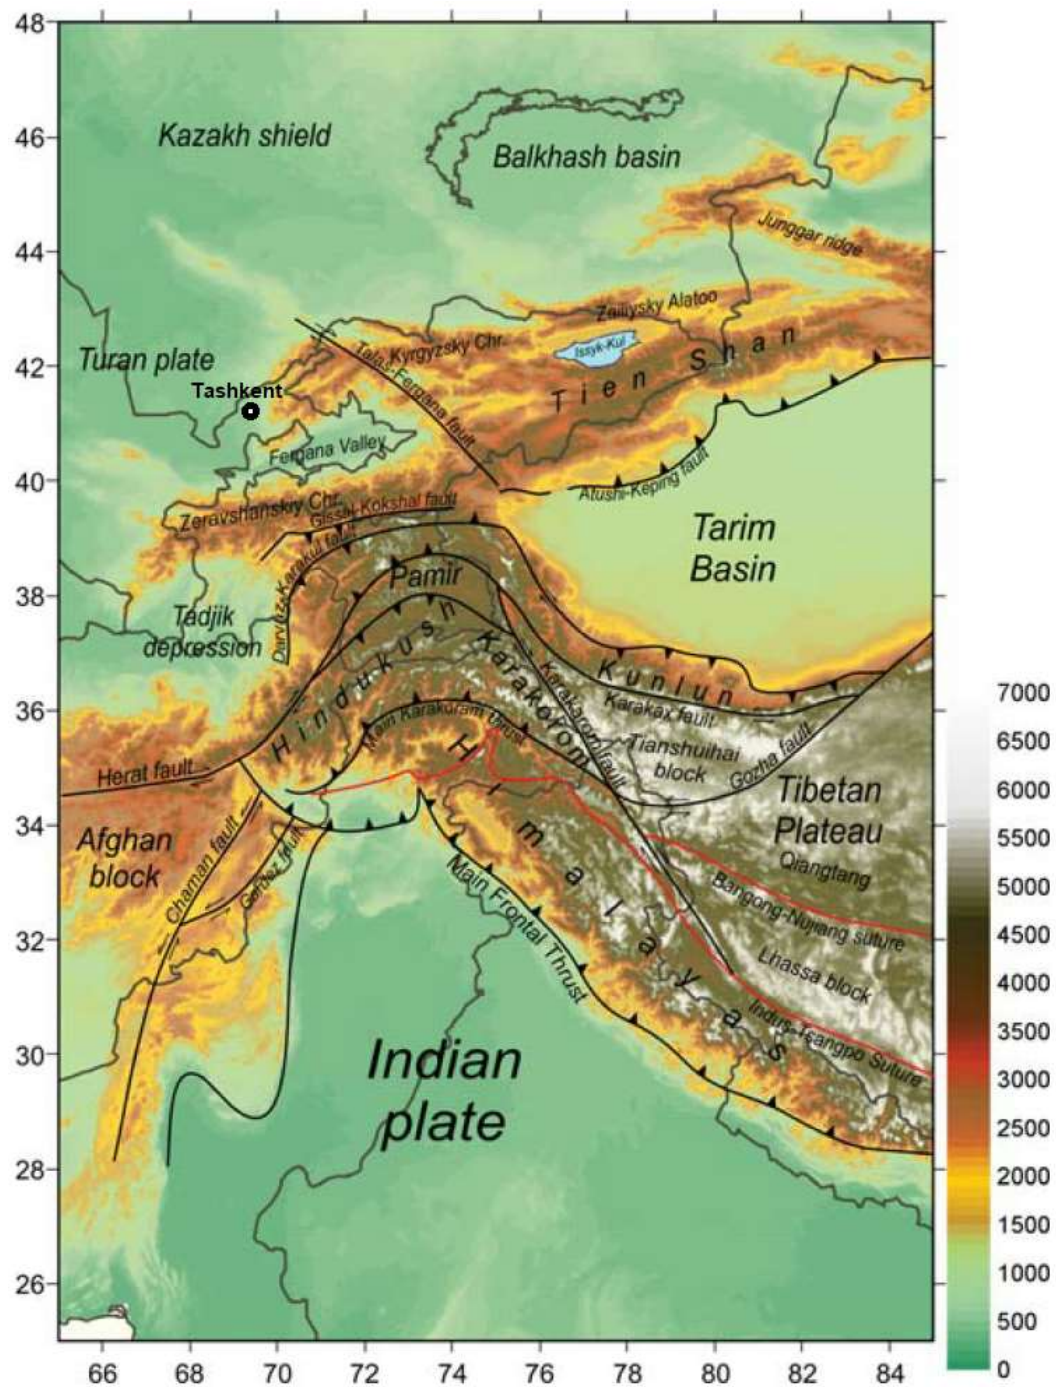 48
46
44
42
40
38
36
34
32
30
28
26
Kazakh shield
Balkhash basin
Junggar ridge
Zailiysky Alatoo
Kyrgyzsky Chr.
Issyk-Kul
Tien Shan
Turan plate
Tashkent
Talas-Fergana fault
Fergana Valley
Atushi-Keping fault
Zeravshanskiy Chr.
Gissar-Kokshal fault
Tarim
Basin
Darvaz-Karakul fault
Pamir
Tadjik
depression
Hindukush
Karakorom
Kunlun
Karakorom fault
Karakax fault
Main Karakoram Thrust
Tianshuihai
block
Gozha fault
Herat fault
Tibetan
Plateau
Qiangtang
Afghan
block
Chaman fault
Gardez fault
Himalayas
Main Frontal Thrust
Bangong-Nujiang suture
Lhassa block
Indus-Tsangpo Suture
Indian
plate
66 68 70 72 74 76 78 80 82 84
7000
6500
6000
5500
5000
4500
4000
3500
3000
2500
2000
1500
1000
500
0